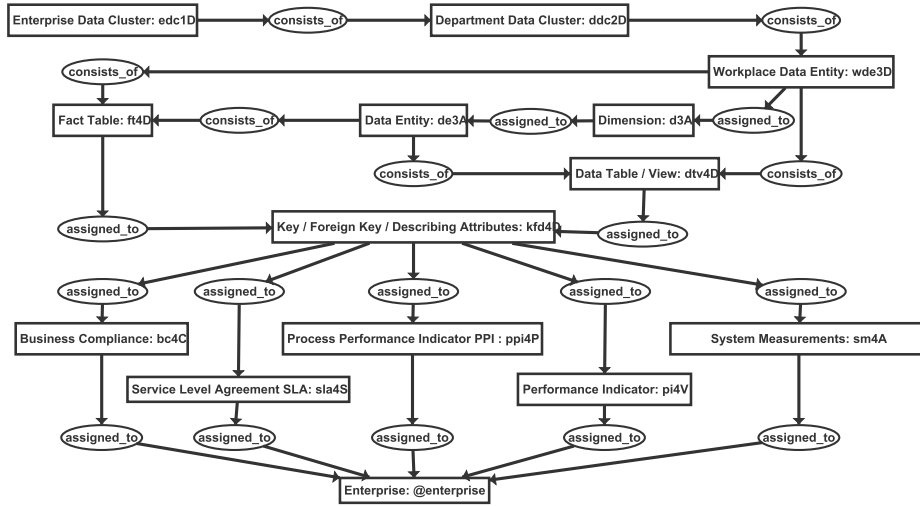 Enterprise Data Cluster: edc1D
consists_of
Department Data Cluster: ddc2D
consists_of
consists_of
Workplace Data Entity: wde3D
Fact Table: ft4D
consists_of
Data Entity: de3A
assigned_to
Dimension: d3A
assigned_to
consists_of
Data Table / View: dtv4D
consists_of
assigned_to
Key / Foreign Key / Describing Attributes: kfd4D
assigned_to
assigned_to
assigned_to
assigned_to
assigned_to
assigned_to
Business Compliance: bc4C
Process Performance Indicator PPI : ppi4P
System Measurements: sm4A
Service Level Agreement SLA: sla4S
Performance Indicator: pi4V
assigned_to
assigned_to
assigned_to
assigned_to
assigned_to
Enterprise: @enterprise